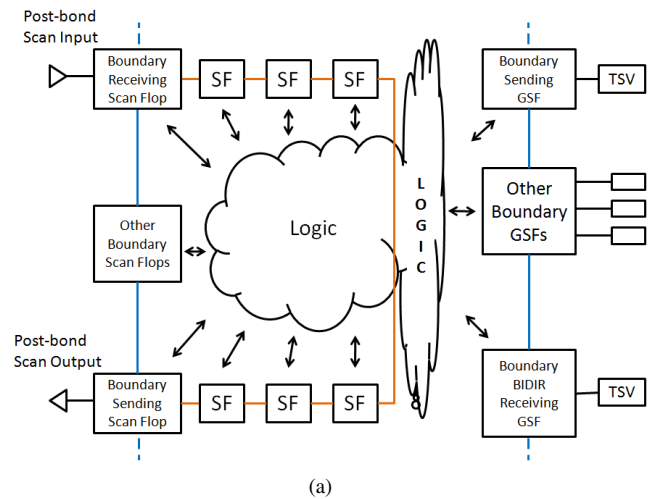 Post-bond
Scan Input
Boundary
Receiving
Scan Flop
SF
SF
SF
Boundary
Sending
GSF
TSV
Other
Boundary
Scan Flops
Logic
LOGIC
Other
Boundary
GSFs
Post-bond
Scan Output
Boundary
Sending
Scan Flop
SF
SF
SF
Boundary
BIDIR
Receiving
GSF
TSV
(a)